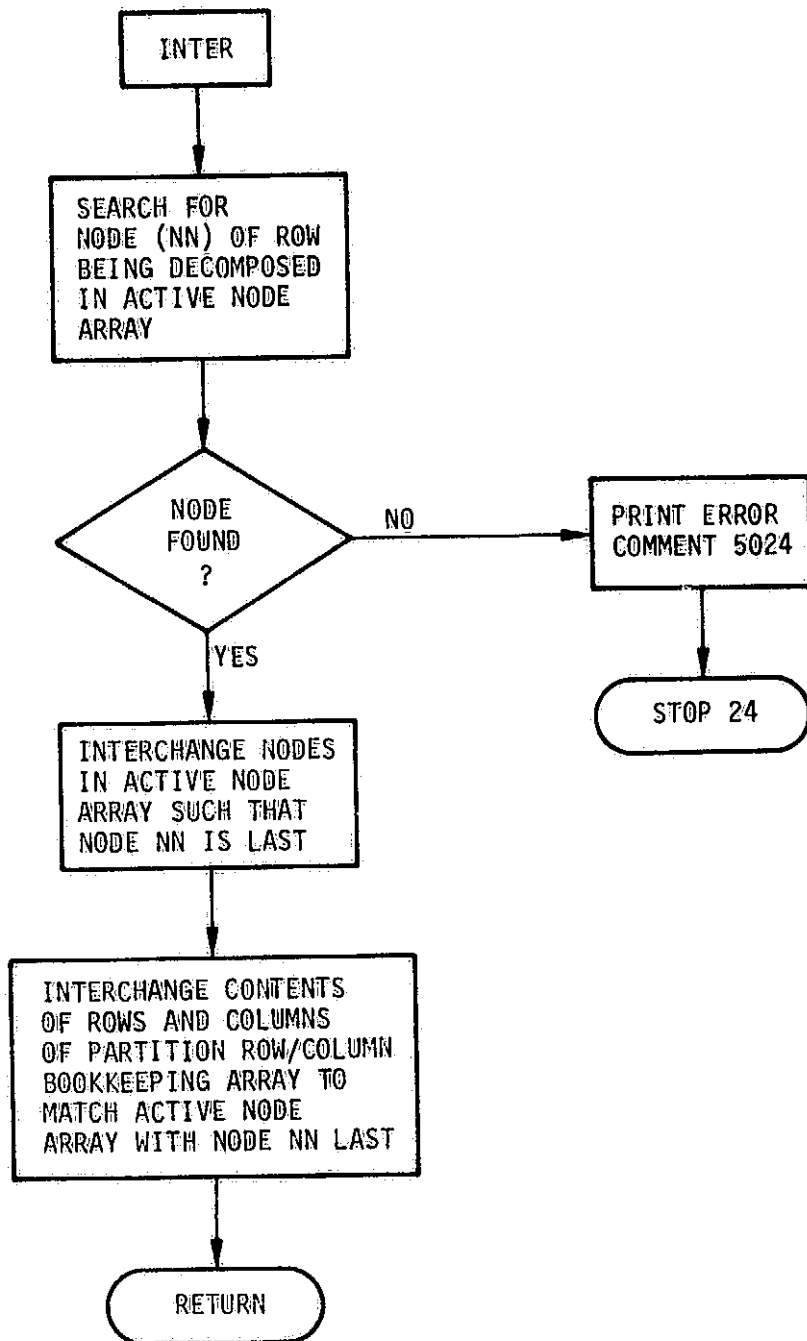 INTER
SEARCH FOR
NODE (NN) OF ROW
BEING DECOMPOSED
IN ACTIVE NODE
ARRAY
NODE
FOUND
?
NO
PRINT ERROR
COMMENT 5024
STOP 24
YES
INTERCHANGE NODES
IN ACTIVE NODE
ARRAY SUCH THAT
NODE NN IS LAST
INTERCHANGE CONTENTS
OF ROWS AND COLUMNS
OF PARTITION ROW/COLUMN
BOOKKEEPING ARRAY TO
MATCH ACTIVE NODE
ARRAY WITH NODE NN LAST
RETURN